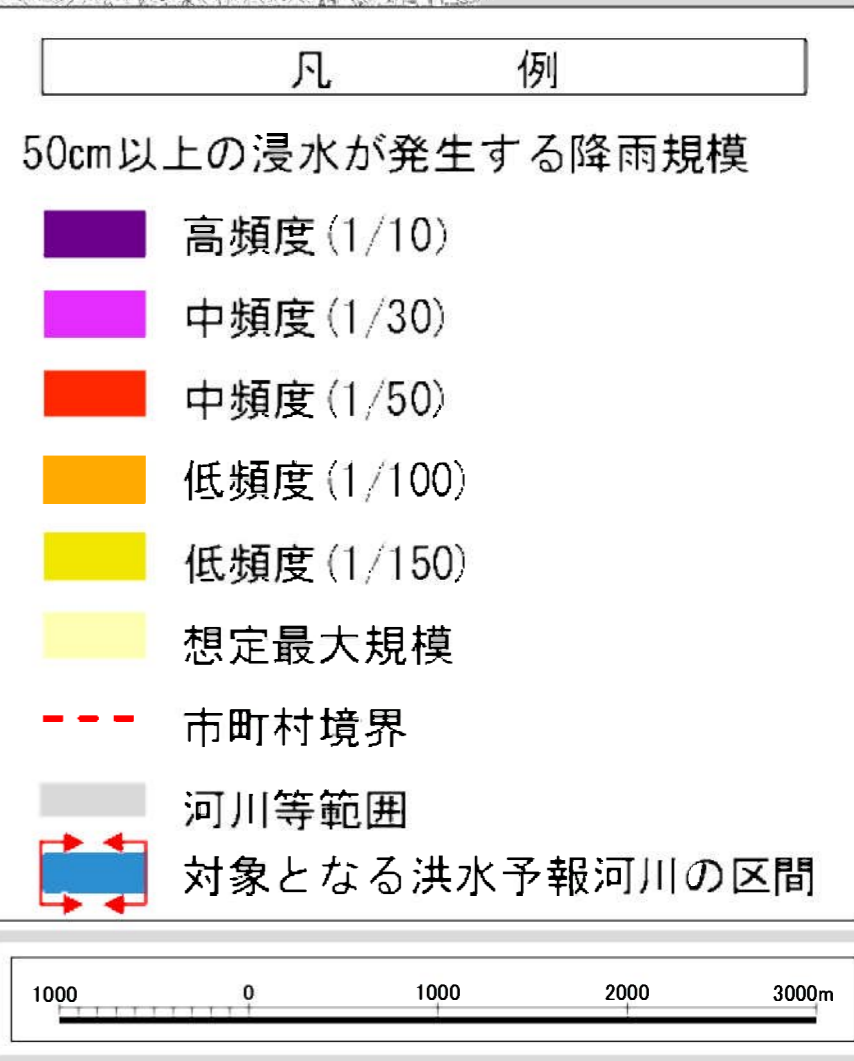 凡例
50cm以上の浸水が発生する降雨規模
高頻度(1/10)
中頻度(1/30)
中頻度(1/50)
低頻度(1/100)
低頻度(1/150)
想定最大規模
市町村境界
河川等範囲
対象となる洪水予報河川の区間
1000 0 1000 2000 3000m